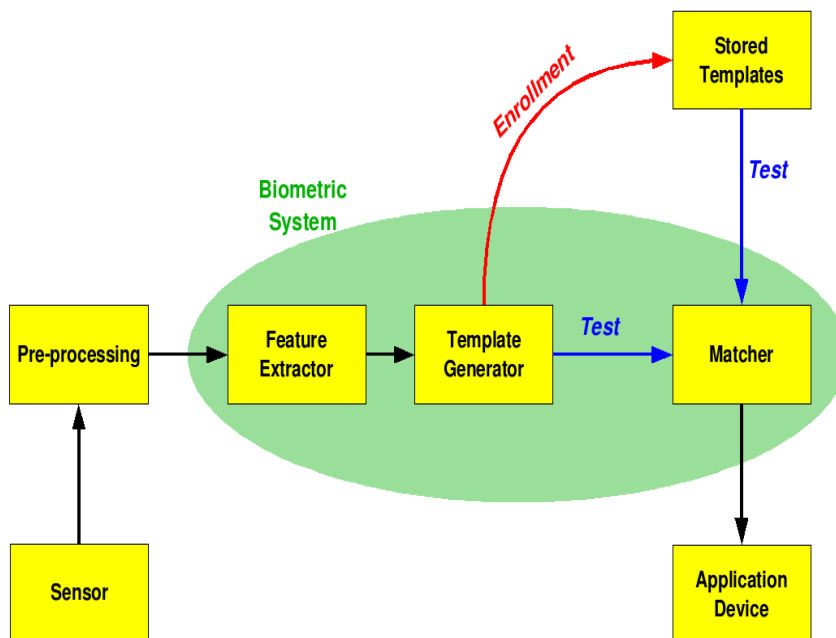 Stored
Templates
Enrollment
Test
Biometric
System
Pre-processing
Feature
Extractor
Template
Generator
Test
Matcher
Sensor
Application
Device